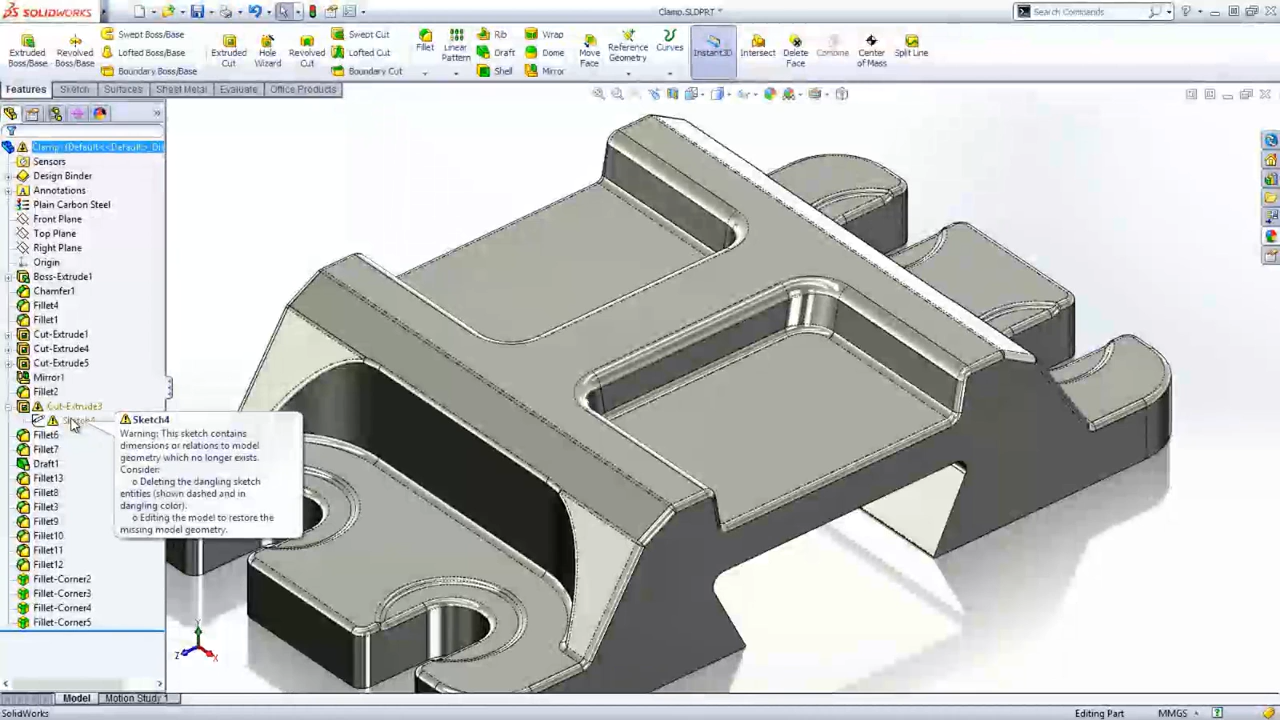 SOLIDWORKS
Clamp.SLDPRT *
Search Commands
Extruded Boss/Base
Revolved Boss/Base
Swept Boss/Base
Lofted Boss/Base
Boundary Boss/Base
Extruded Cut
Hole Wizard
Revolved Cut
Swept Cut
Lofted Cut
Boundary Cut
Fillet
Linear Pattern
Rib
Draft
Shell
Wrap
Dome
Mirror
Move Face
Reference Geometry
Curves
Instant3D
Intersect
Delete Face
Combine
Center of Mass
Split Line
Features
Sketch
Surfaces
Sheet Metal
Evaluate
Office Products
Clamp (Default<<Default>_Di
Sensors
Design Binder
Annotations
Plain Carbon Steel
Front Plane
Top Plane
Right Plane
Origin
Boss-Extrude1
Chamfer1
Fillet4
Fillet1
Cut-Extrude1
Cut-Extrude4
Cut-Extrude5
Mirror1
Fillet2
Cut-Extrude3
Sketch4
Fillet6
Fillet7
Draft1
Fillet13
Fillet8
Fillet3
Fillet9
Fillet10
Fillet11
Fillet12
Fillet-Corner2
Fillet-Corner3
Fillet-Corner4
Fillet-Corner5
Sketch4
Warning: This sketch contains
dimensions or relations to model
geometry which no longer exists.
Consider:
o Deleting the dangling sketch
entities (shown dashed and in
dangling color).
o Editing the model to restore the
missing model geometry.
Y
Z
X
Model
Motion Study 1
SolidWorks
Editing Part
MMGS